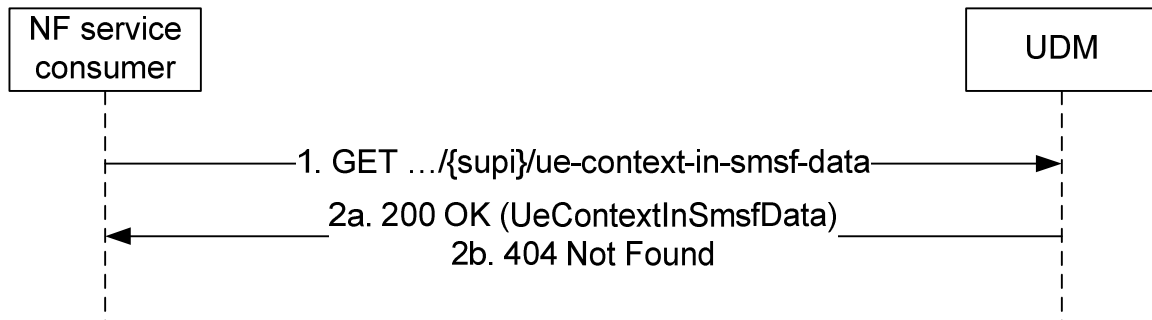 NF service
consumer
UDM
1. GET …/{supi}/ue-context-in-smsf-data
2a. 200 OK (UeContextInSmsfData)
2b. 404 Not Found